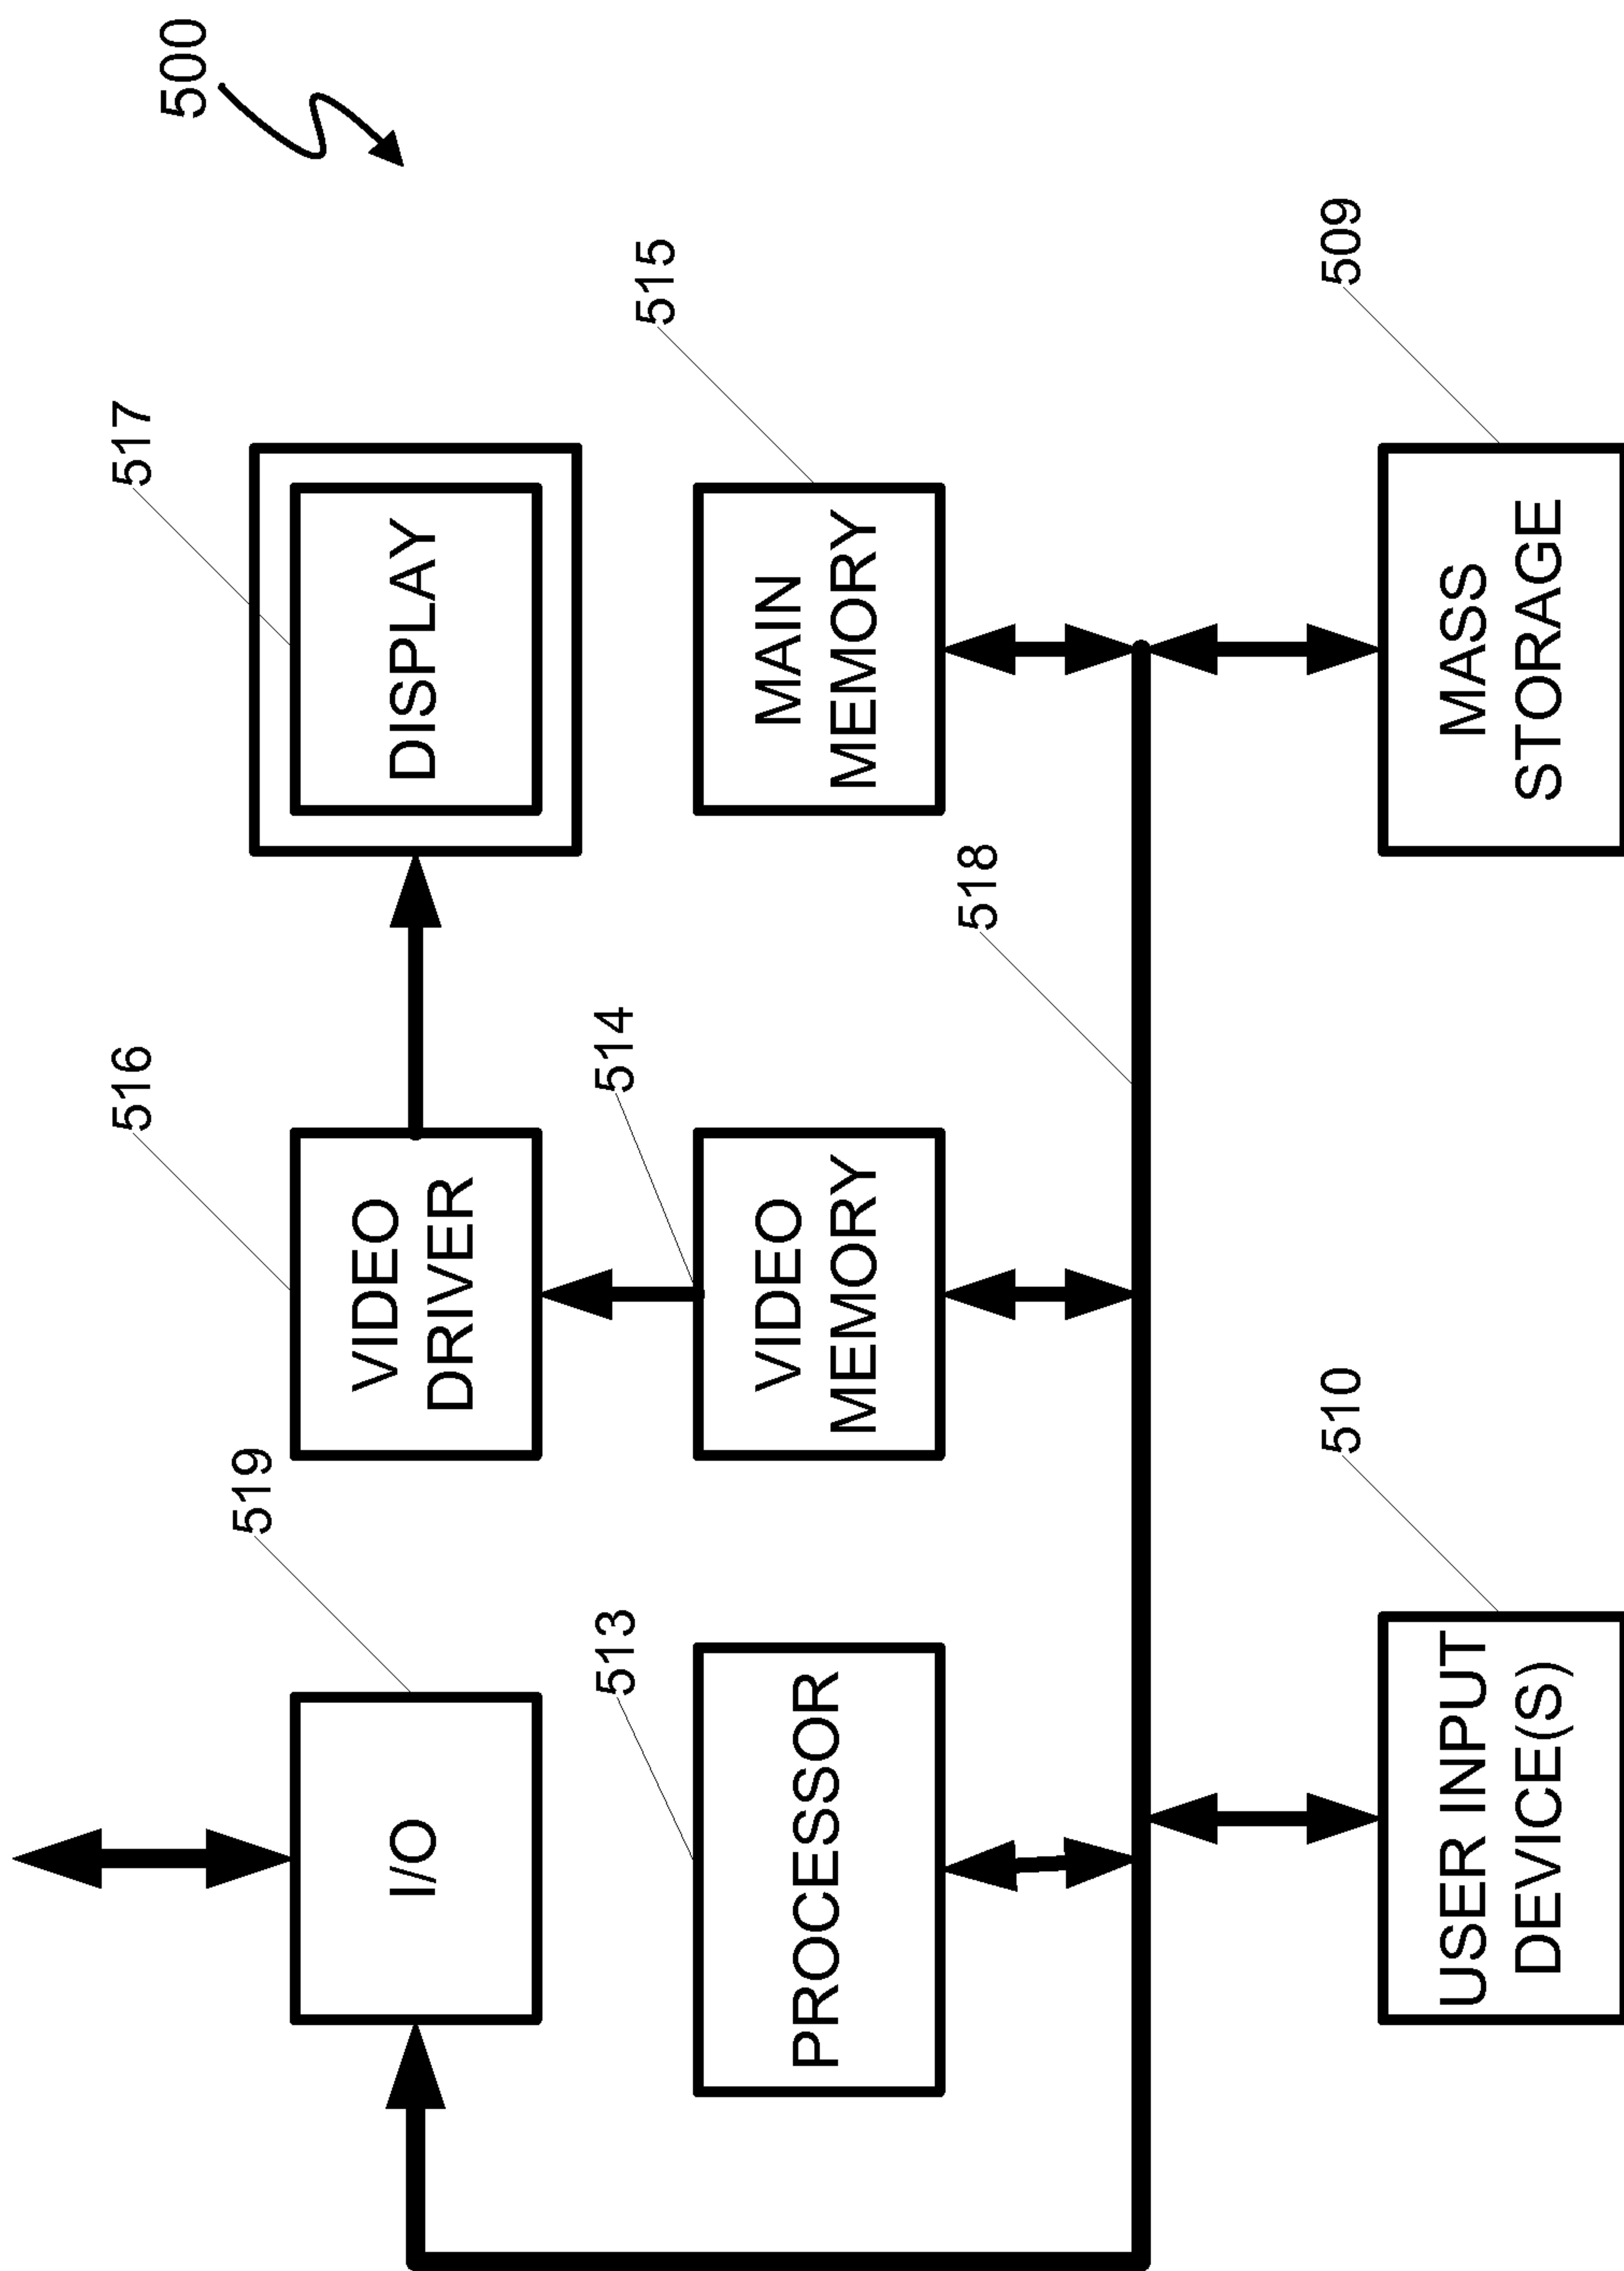 500
519
516
517
I/O
VIDEO
DRIVER
DISPLAY
513
514
515
PROCESSOR
VIDEO
MEMORY
MAIN
MEMORY
518
510
509
USER INPUT
DEVICE(S)
MASS
STORAGE